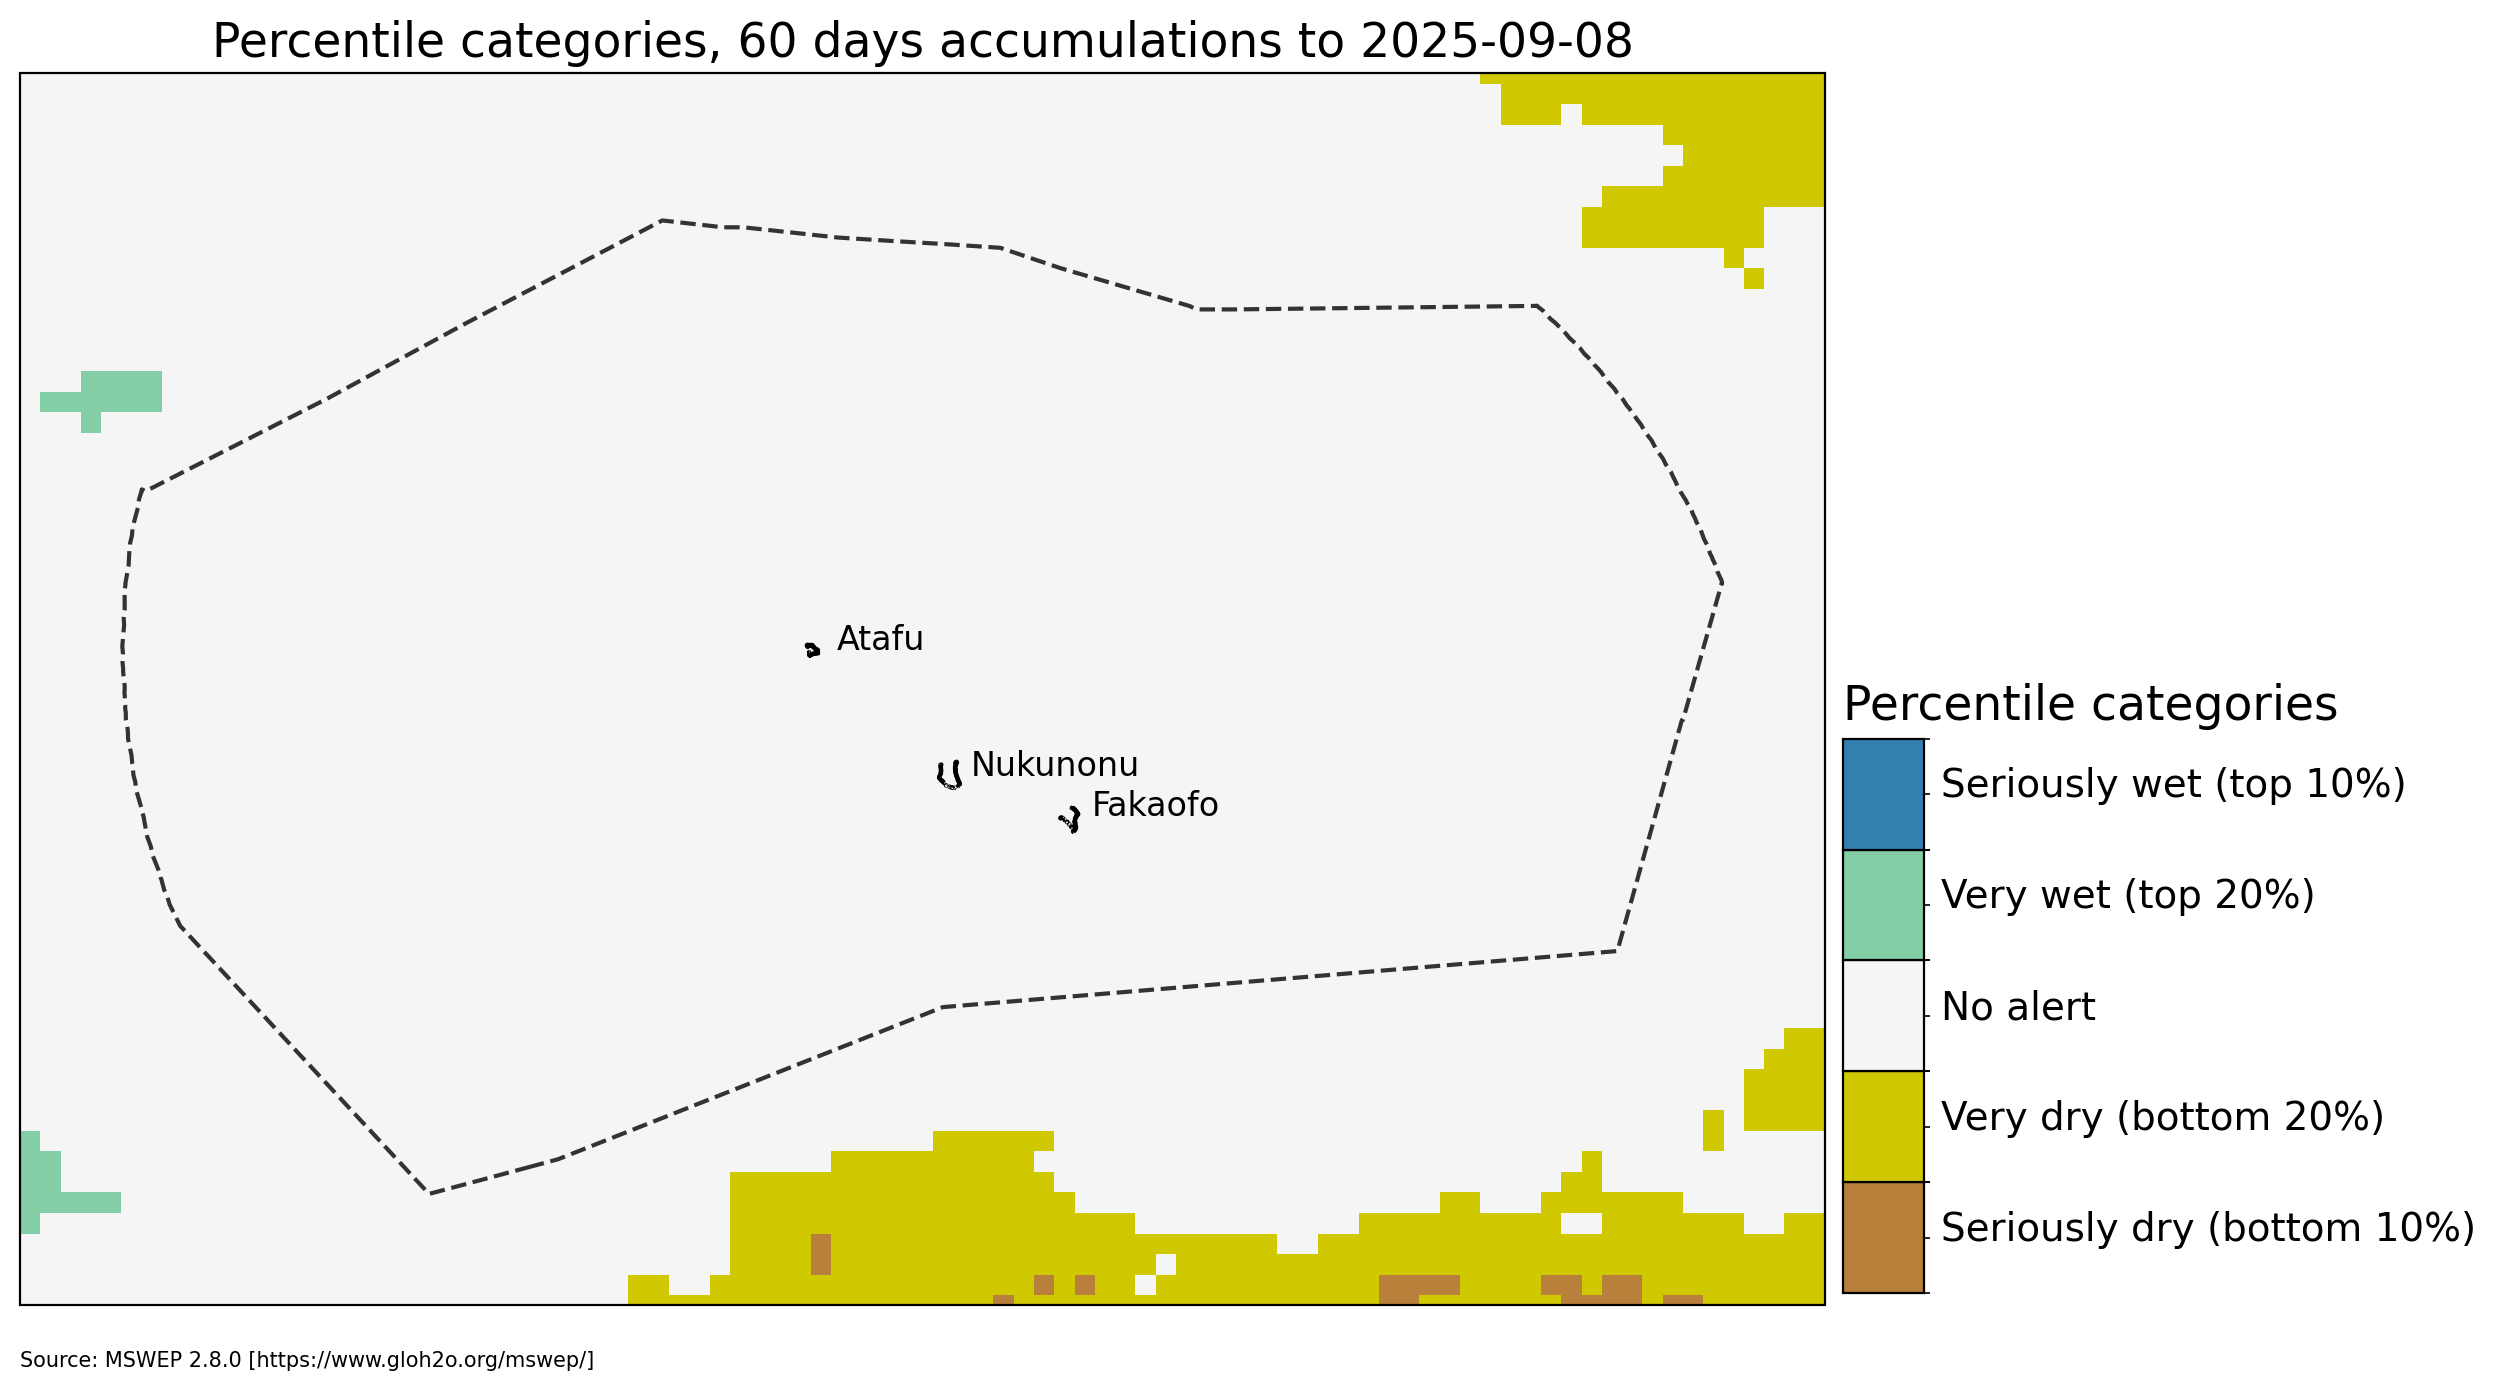 Percentile categories, 60 days accumulations to 2025-09-08
Atafu
Nukunonu
Fakaofo
Percentile categories
Seriously wet (top 10%)
Very wet (top 20%)
No alert
Very dry (bottom 20%)
Seriously dry (bottom 10%)
Source: MSWEP 2.8.0 [https://www.gloh2o.org/mswep/]